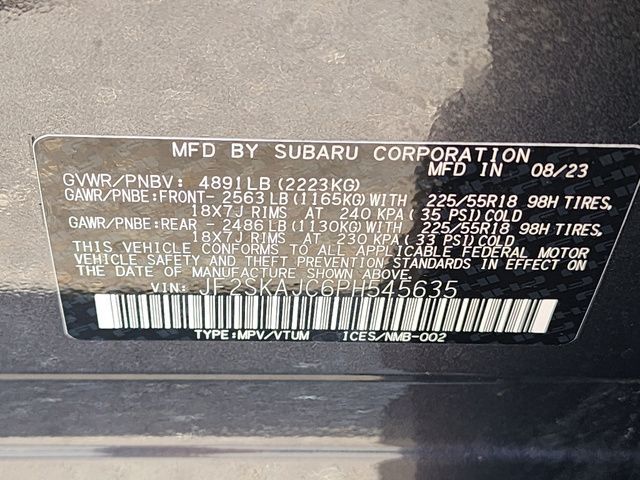 MFD BY SUBARU CORPORATION
GVWR/PNBV: 4891LB (2223KG) MFD IN 08/23
GAWR/PNBE:FRONT- 2563 LB (1165KG)WITH 225/55R18 98H TIRES,
18X7J RIMS AT 240 KPA (35 PSI) COLD
GAWR/PNBE:REAR - 2486 LB (1130KG) WITH 225/55R18 98H TIRES,
18X7J RIMS AT 230 KPA (33 PSI) COLD
THIS VEHICLE CONFORMS TO ALL APPLICABLE FEDERAL MOTOR
VEHICLE SAFETY AND THEFT PREVENTION STANDARDS IN EFFECT ON
THE DATE OF MANUFACTURE SHOWN ABOVE.
VIN: JF2SKAJC6PH545635
TYPE:MPV/VTUM ICES/NMB-002